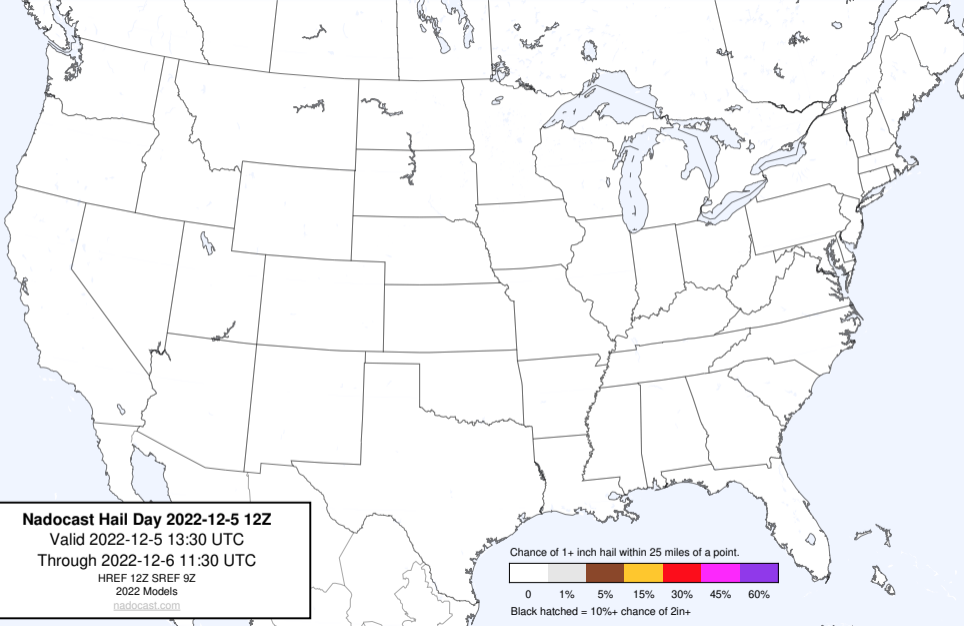 Nadocast Hail Day 2022-12-5 12Z
Valid 2022-12-5 13:30 UTC
Through 2022-12-6 11:30 UTC
HREF 12Z SREF 9Z
2022 Models
nadocast.com
Chance of 1+ inch hail within 25 miles of a point.
0 1% 5% 15% 30% 45% 60%
Black hatched = 10%+ chance of 2in+